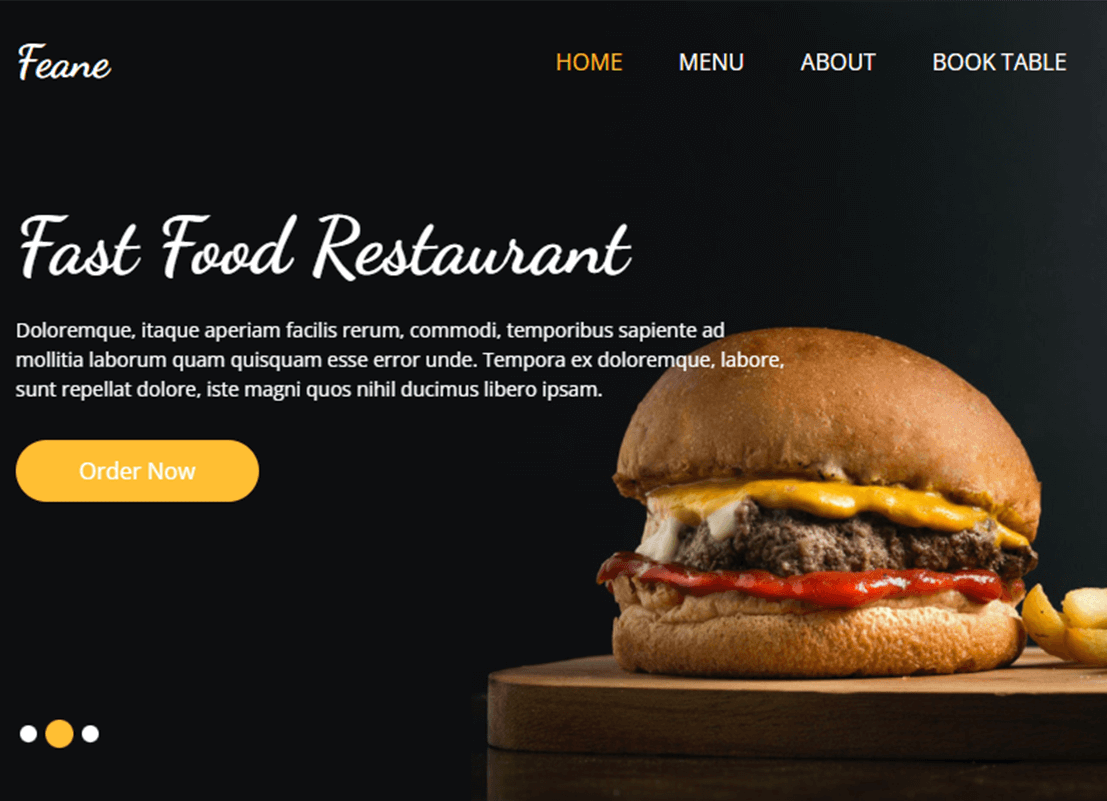 Feane
HOME MENU ABOUT BOOK TABLE
Fast Food Restaurant
Doloremque, itaque aperiam facilis rerum, commodi, temporibus sapiente ad
mollitia laborum quam quisquam esse error unde. Tempora ex doloremque, labore,
sunt repellat dolore, iste magni quos nihil ducimus libero ipsam.
Order Now